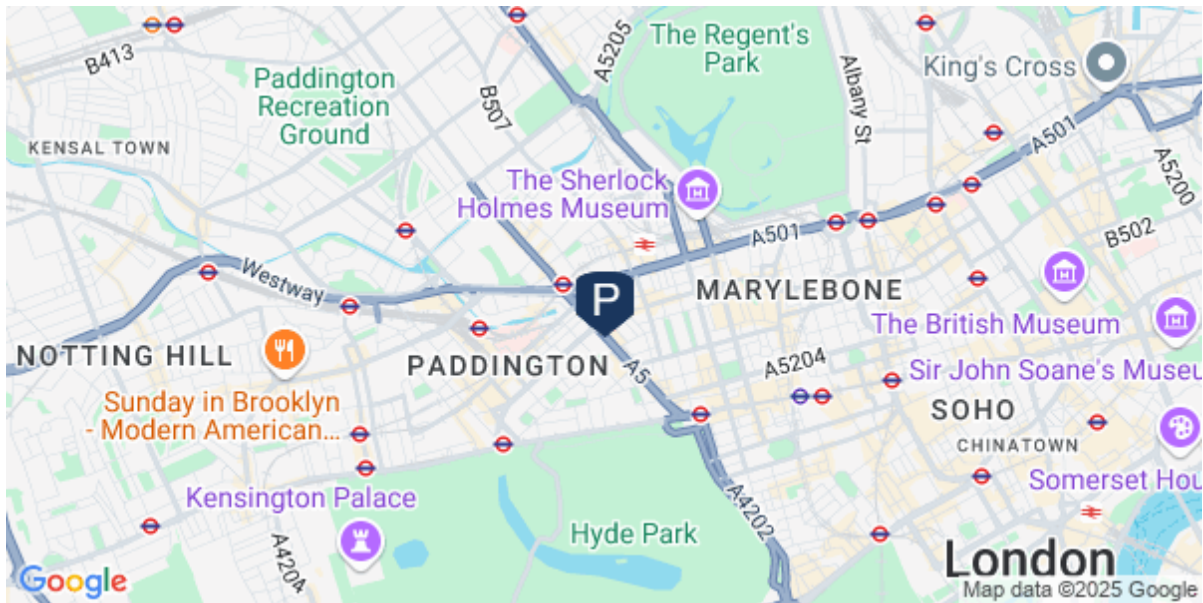 The Regent's
Park
A5205
B413
King's Cross
Paddington
Recreation
Ground
B507
Albany St
A501
KENSAL TOWN
A5200
The Sherlock
Holmes Museum
A501
B502
Westway
P
MARYLEBONE
The British Museum
NOTTING HILL
PADDINGTON
A5
A5204
Sir John Soane's Museu
Sunday in Brooklyn
- Modern American...
SOHO
CHINATOWN
Kensington Palace
A4202
Somerset Hou
Hyde Park
A4204
London
Google
Map data ©2025 Google